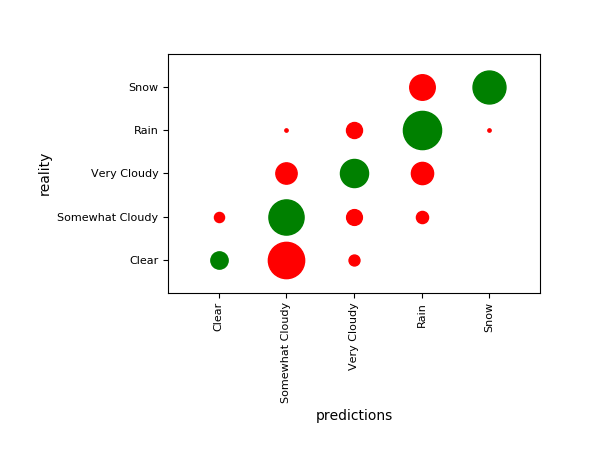 Snow
Rain
Very Cloudy
Somewhat Cloudy
Clear
reality
Clear
Somewhat Cloudy
Very Cloudy
Rain
Snow
predictions